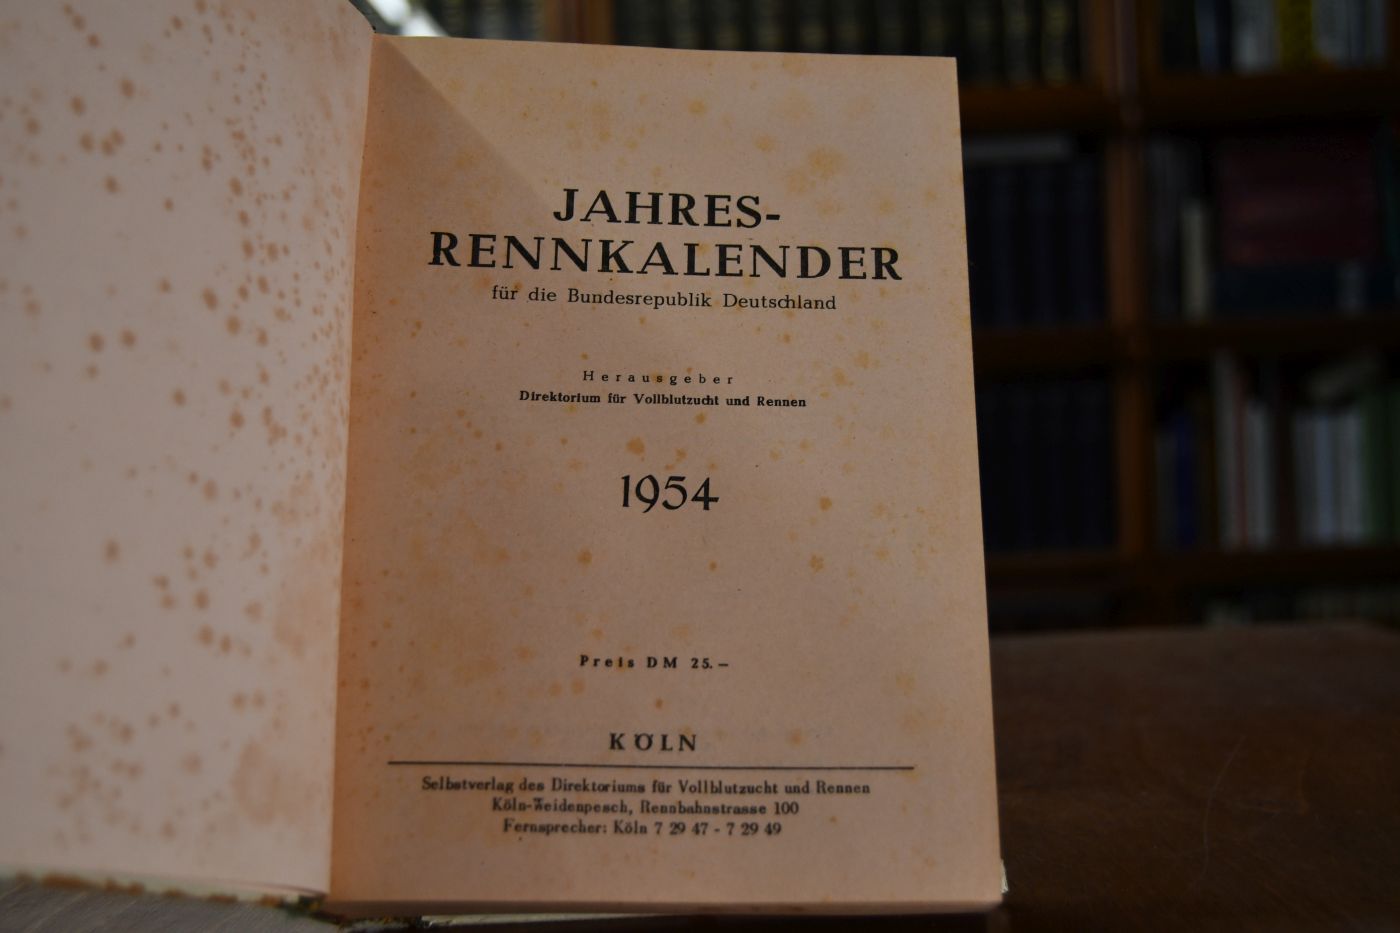 JAHRES-
RENNKALENDER
für die Bundesrepublik Deutschland
Herausgeber
Direktorium für Vollblutzucht und Rennen
1954
Preis DM 25.–
KÖLN
Selbstverlag des Direktoriums für Vollblutzucht und Rennen
Köln-Weidenpesch, Rennbahnstrasse 100
Fernsprecher: Köln 7 29 47 - 7 29 49